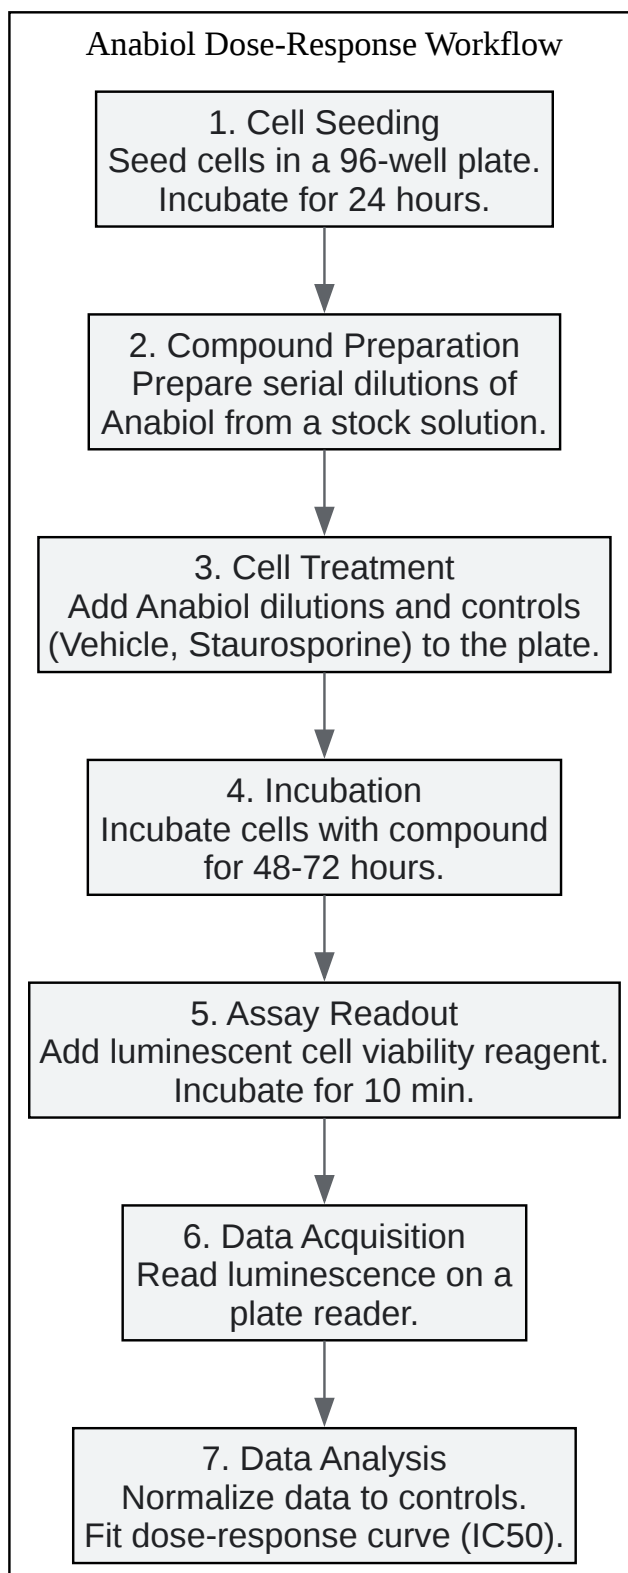 Anabiol Dose-Response Workflow
1. Cell Seeding
Seed cells in a 96-well plate.
Incubate for 24 hours.
2. Compound Preparation
Prepare serial dilutions of
Anabiol from a stock solution.
3. Cell Treatment
Add Anabiol dilutions and controls
(Vehicle, Staurosporine) to the plate.
4. Incubation
Incubate cells with compound
for 48-72 hours.
5. Assay Readout
Add luminescent cell viability reagent.
Incubate for 10 min.
6. Data Acquisition
Read luminescence on a
plate reader.
7. Data Analysis
Normalize data to controls.
Fit dose-response curve (IC50).